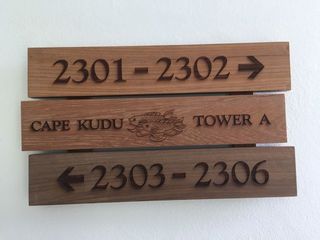 2301 - 2302 →
CAPE KUDU TOWER A
← 2303 - 2306